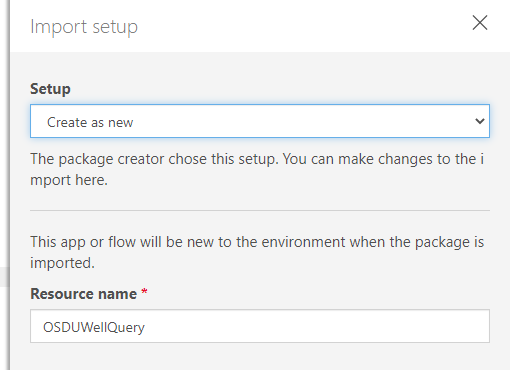 Import setup
Setup
Create as new
The package creator chose this setup. You can make changes to the i
mport here.
This app or flow will be new to the environment when the package is
imported.
Resource name *
OSDUWellQuery